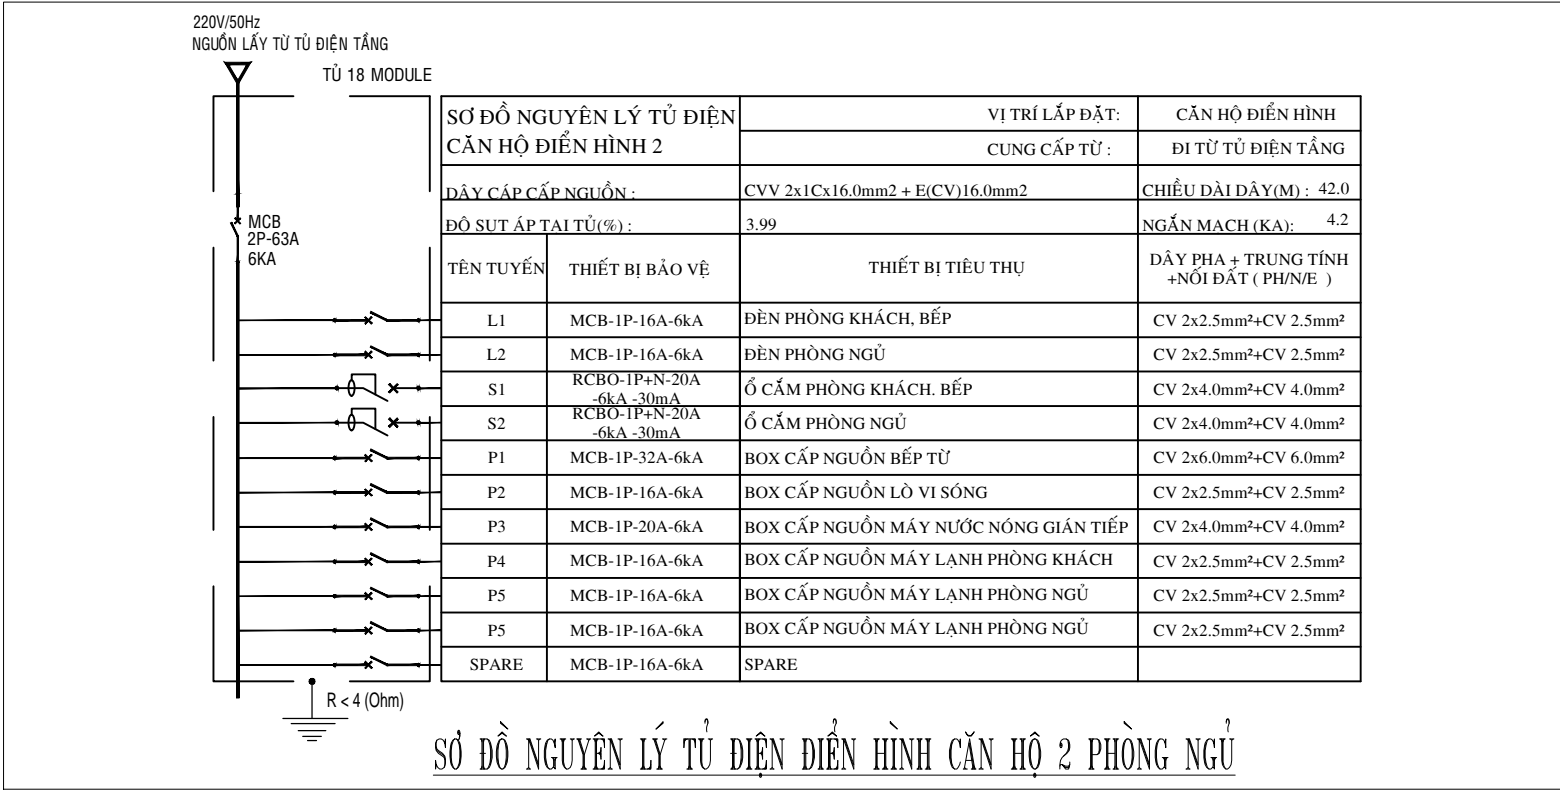 220V/50Hz
NGUỒN LẤY TỪ TỦ ĐIỆN TẦNG
TỦ 18 MODULE
SƠ ĐỒ NGUYÊN LÝ TỦ ĐIỆN
CĂN HỘ ĐIỂN HÌNH 2
VỊ TRÍ LẮP ĐẶT: CĂN HỘ ĐIỂN HÌNH
CUNG CẤP TỪ : ĐI TỪ TỦ ĐIỆN TẦNG
DÂY CÁP CẤP NGUỒN : CVV 2x1Cx16.0mm2 + E(CV)16.0mm2 CHIỀU DÀI DÂY(M) : 42.0
ĐỘ SỤT ÁP TẠI TỦ(%) : 3.99 NGẮN MẠCH (KA): 4.2
MCB
2P-63A
6KA
TÊN TUYẾN THIẾT BỊ BẢO VỆ THIẾT BỊ TIÊU THỤ DÂY PHA + TRUNG TÍNH
+NỐI ĐẤT ( PH/N/E )
L1 MCB-1P-16A-6kA ĐÈN PHÒNG KHÁCH, BẾP CV 2x2.5mm²+CV 2.5mm²
L2 MCB-1P-16A-6kA ĐÈN PHÒNG NGỦ CV 2x2.5mm²+CV 2.5mm²
S1 RCBO-1P+N-20A
-6kA -30mA Ổ CẮM PHÒNG KHÁCH. BẾP CV 2x4.0mm²+CV 4.0mm²
S2 RCBO-1P+N-20A
-6kA -30mA Ổ CẮM PHÒNG NGỦ CV 2x4.0mm²+CV 4.0mm²
P1 MCB-1P-32A-6kA BOX CẤP NGUỒN BẾP TỪ CV 2x6.0mm²+CV 6.0mm²
P2 MCB-1P-16A-6kA BOX CẤP NGUỒN LÒ VI SÓNG CV 2x2.5mm²+CV 2.5mm²
P3 MCB-1P-20A-6kA BOX CẤP NGUỒN MÁY NƯỚC NÓNG GIÁN TIẾP CV 2x4.0mm²+CV 4.0mm²
P4 MCB-1P-16A-6kA BOX CẤP NGUỒN MÁY LẠNH PHÒNG KHÁCH CV 2x2.5mm²+CV 2.5mm²
P5 MCB-1P-16A-6kA BOX CẤP NGUỒN MÁY LẠNH PHÒNG NGỦ CV 2x2.5mm²+CV 2.5mm²
P5 MCB-1P-16A-6kA BOX CẤP NGUỒN MÁY LẠNH PHÒNG NGỦ CV 2x2.5mm²+CV 2.5mm²
SPARE MCB-1P-16A-6kA SPARE
R < 4 (Ohm)
SƠ ĐỒ NGUYÊN LÝ TỦ ĐIỆN ĐIỂN HÌNH CĂN HỘ 2 PHÒNG NGỦ